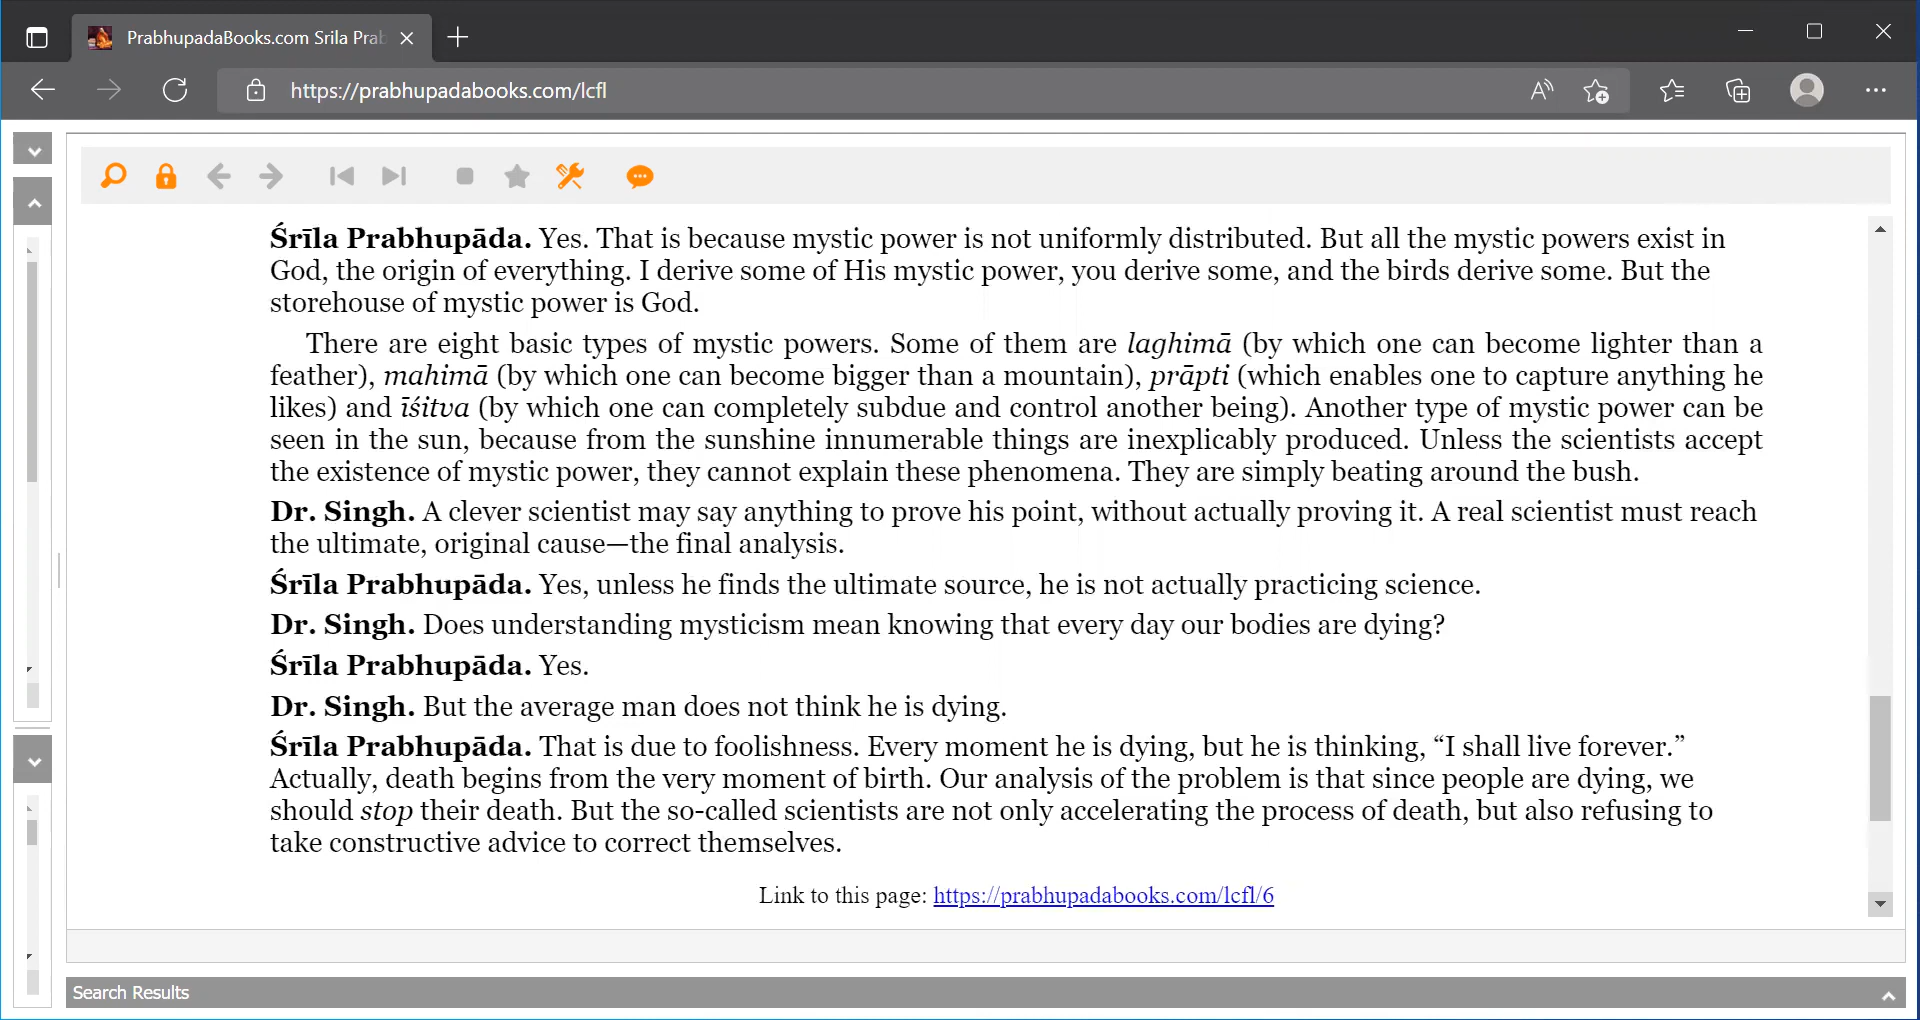 PrabhupadaBooks.com Srila Prab
https://prabhupadabooks.com/lcfl
Śrīla Prabhupāda. Yes. That is because mystic power is not uniformly distributed. But all the mystic powers exist in
God, the origin of everything. I derive some of His mystic power, you derive some, and the birds derive some. But the
storehouse of mystic power is God.
There are eight basic types of mystic powers. Some of them are laghimā (by which one can become lighter than a
feather), mahimā (by which one can become bigger than a mountain), prāpti (which enables one to capture anything he
likes) and īśitva (by which one can completely subdue and control another being). Another type of mystic power can be
seen in the sun, because from the sunshine innumerable things are inexplicably produced. Unless the scientists accept
the existence of mystic power, they cannot explain these phenomena. They are simply beating around the bush.
Dr. Singh. A clever scientist may say anything to prove his point, without actually proving it. A real scientist must reach
the ultimate, original cause—the final analysis.
Śrīla Prabhupāda. Yes, unless he finds the ultimate source, he is not actually practicing science.
Dr. Singh. Does understanding mysticism mean knowing that every day our bodies are dying?
Śrīla Prabhupāda. Yes.
Dr. Singh. But the average man does not think he is dying.
Śrīla Prabhupāda. That is due to foolishness. Every moment he is dying, but he is thinking, “I shall live forever.”
Actually, death begins from the very moment of birth. Our analysis of the problem is that since people are dying, we
should stop their death. But the so-called scientists are not only accelerating the process of death, but also refusing to
take constructive advice to correct themselves.
Link to this page: https://prabhupadabooks.com/lcfl/6
Search Results